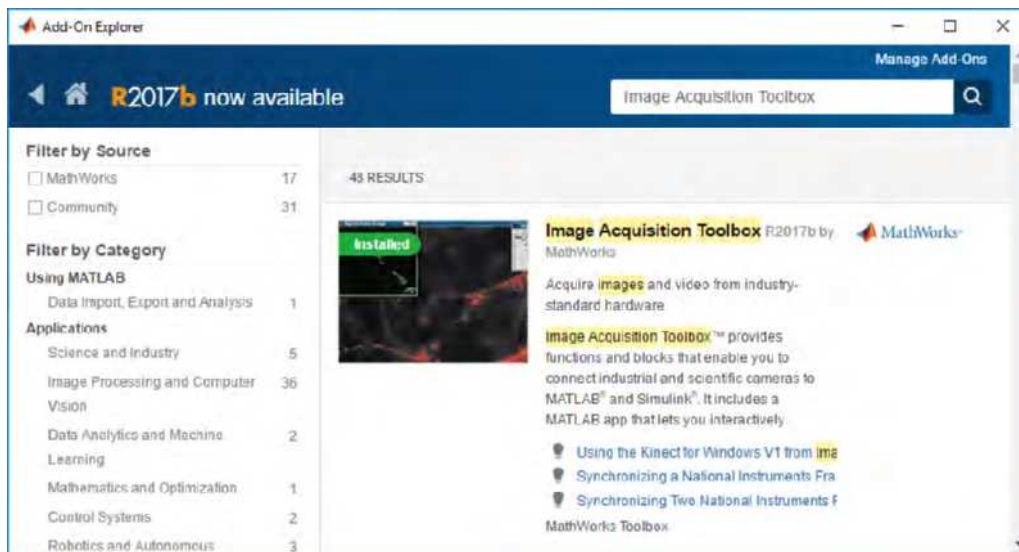 Add-On Explorer
Manage Add-Ons
R2017b now available
Image Acquisition Toolbox
Filter by Source
MathWorks 17
Community 31
Filter by Category
Using MATLAB
Data Import, Export and Analysis 1
Applications
Science and Industry 5
Image Processing and Computer 36
Vision
Data Analytics and Machine 2
Learning
Mathematics and Optimization 1
Control Systems 2
Robotics and Autonomous 3
48 RESULTS
Installed
Image Acquisition Toolbox R2017b by
MathWorks
MathWorks
Acquire images and video from industry-
standard hardware
Image Acquisition Toolbox™ provides
functions and blocks that enable you to
connect industrial and scientific cameras to
MATLAB® and Simulink®. It includes a
MATLAB app that lets you interactively
Using the Kinect for Windows V1 from Ima
Synchronizing a National Instruments Fra
Synchronizing Two National Instruments F
MathWorks Toolbox